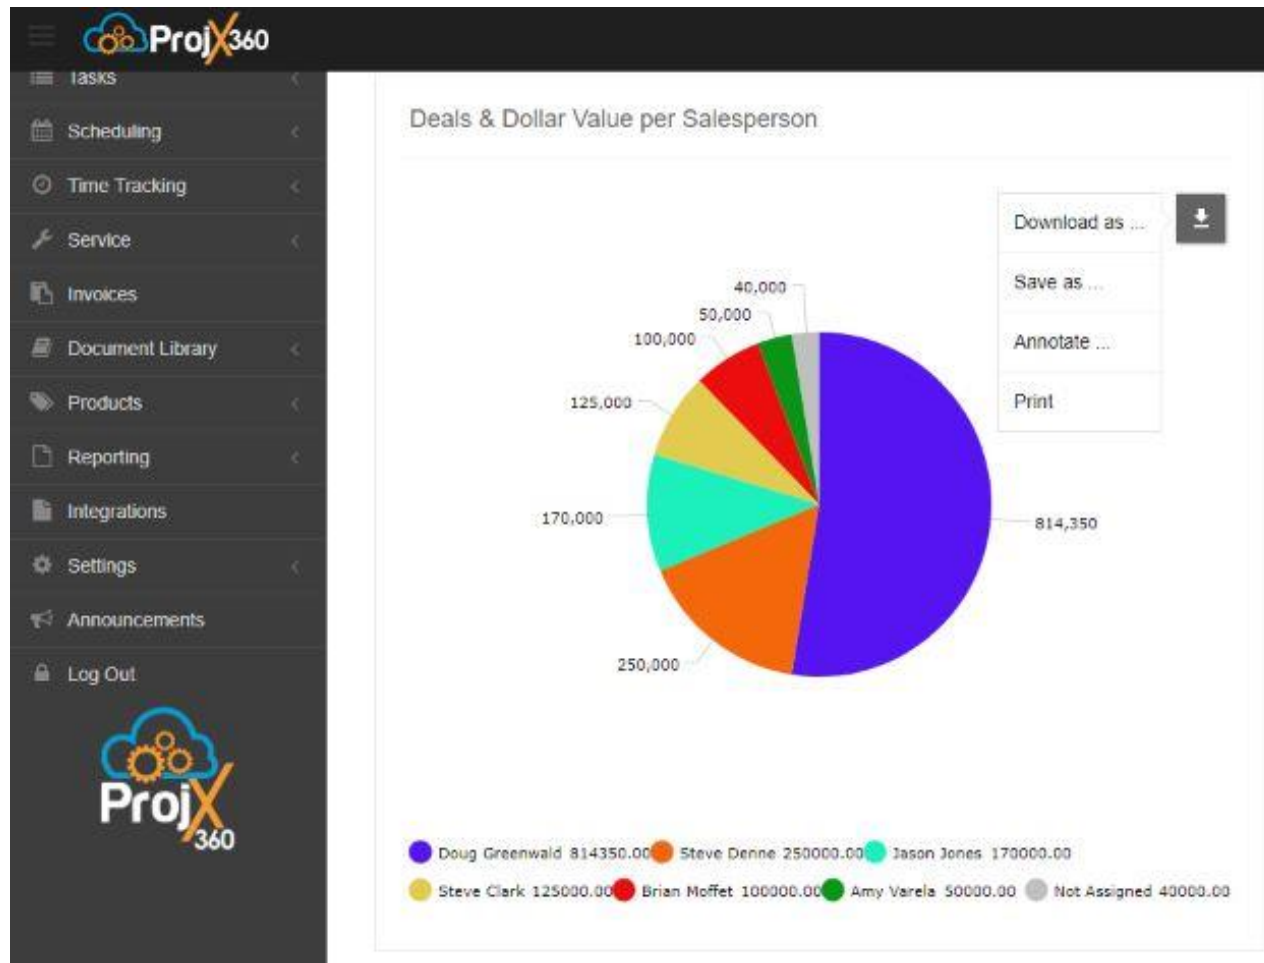 ProjX360
Tasks
Scheduling
Time Tracking
Service
Invoices
Document Library
Products
Reporting
Integrations
Settings
Announcements
Log Out
ProjX
360
Deals & Dollar Value per Salesperson
Download as ...
Save as ...
Annotate ...
Print
40,000
50,000
100,000
125,000
170,000
814,350
250,000
Doug Greenwald 814350.00 Steve Denne 250000.00 Jason Jones 170000.00
Steve Clark 125000.00 Brian Moffet 100000.00 Amy Varela 50000.00 Not Assigned 40000.00